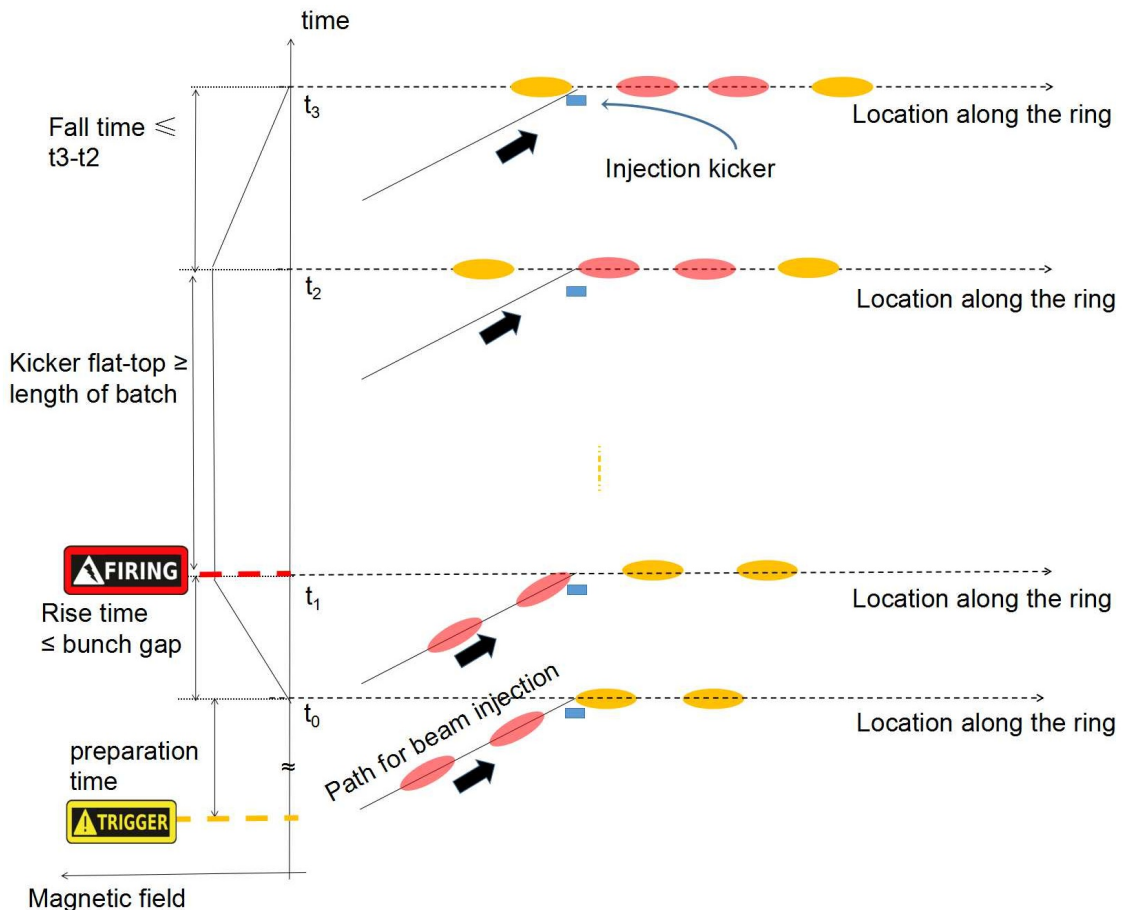 time
t3
Location along the ring
Fall time ≤
t3-t2
Injection kicker
t2
Location along the ring
Kicker flat-top ≥
length of batch
FIRING
t1
Location along the ring
Rise time
≤ bunch gap
Path for beam injection
t0
Location along the ring
preparation
time
≈
TRIGGER
Magnetic field